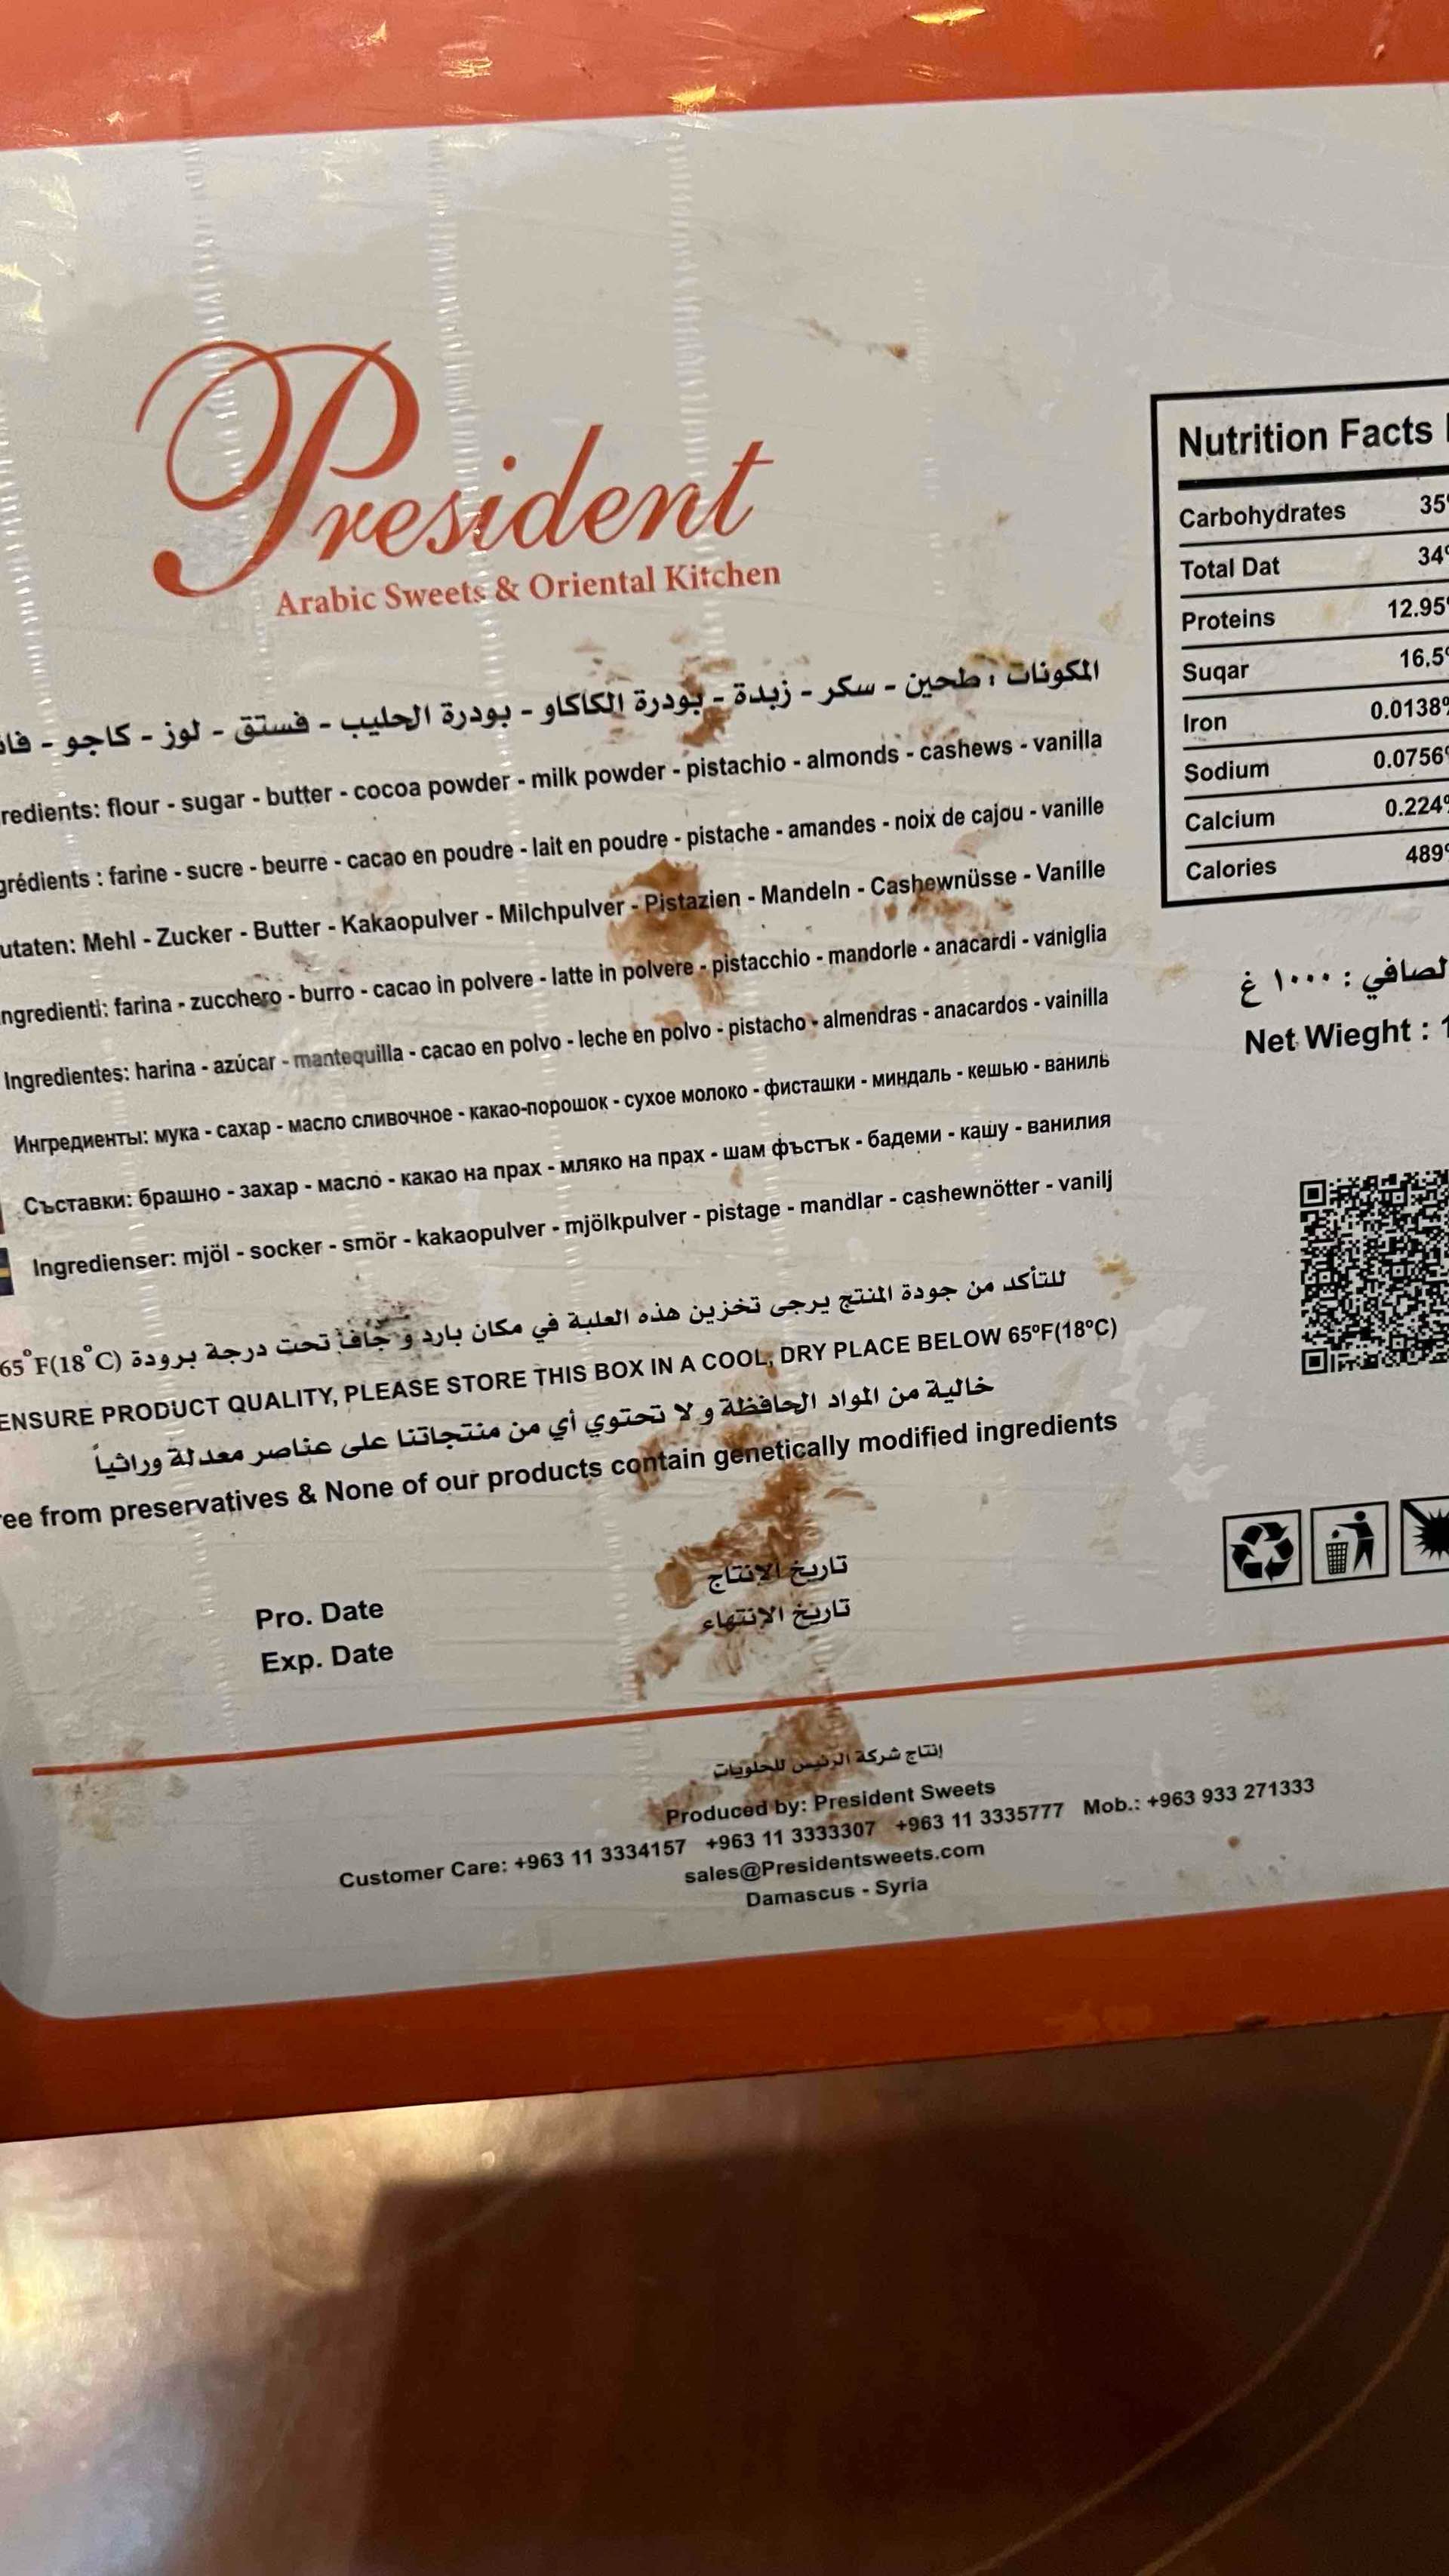 President
Arabic Sweets & Oriental Kitchen
المكونات : طحين - سكر - زبدة - بودرة الكاكاو - بودرة الحليب - فستق - لوز - كاجو -
redients: flour - sugar - butter - cocoa powder - milk powder - pistachio - almonds - cashews - vanilla
grédients : farine - sucre - beurre - cacao en poudre - lait en poudre - pistache - amandes - noix de cajou - vanille
utaten: Mehl - Zucker - Butter - Kakaopulver - Milchpulver - Pistazien - Mandeln - Cashewnüsse - Vanille
ngredienti: farina - zucchero - burro - cacao in polvere - latte in polvere - pistacchio - mandorle - anacardi - vaniglia
Ingredientes: harina - azúcar - mantequilla - cacao en polvo - leche en polvo - pistacho - almendras - anacardos - vainilla
Ингредиенты: мука - сахар - масло сливочное - какао-порошок - сухое молоко - фисташки - миндаль - кешью - ваниль
Съставки: брашно - захар - масло - какао на прах - мляко на прах - шам фъстък - бадеми - кашу - ванилия
Ingredienser: mjöl - socker - smör - kakaopulver - mjölkpulver - pistage - mandlar - cashewnötter - vanilj
للتأكد من جودة المنتج يرجى تخزين هذه العلبة في مكان بارد و جاف تحت درجة برودة 65°F(18°C)
ENSURE PRODUCT QUALITY, PLEASE STORE THIS BOX IN A COOL, DRY PLACE BELOW 65ºF(18ºC)
خالية من المواد الحافظة و لا تحتوي أي من منتجاتنا على عناصر معدلة وراثياً
ree from preservatives & None of our products contain genetically modified ingredients
Pro. Date تاريخ الإنتاج
Exp. Date تاريخ الإنتهاء
Nutrition Facts
Carbohydrates 35
Total Dat 34
Proteins 12.95
Suqar 16,5
Iron 0.0138%
Sodium 0.0756
Calcium 0.224%
Calories 489
لصافي : ١٠٠٠ غ
Net Wieght : 1
إنتاج شركة الرئيس للحلويات
Produced by: President Sweets
Customer Care: +963 11 3334157 +963 11 3333307 +963 11 3335777 Mob.: +963 933 271333
sales@Presidentsweets.com
Damascus - Syria